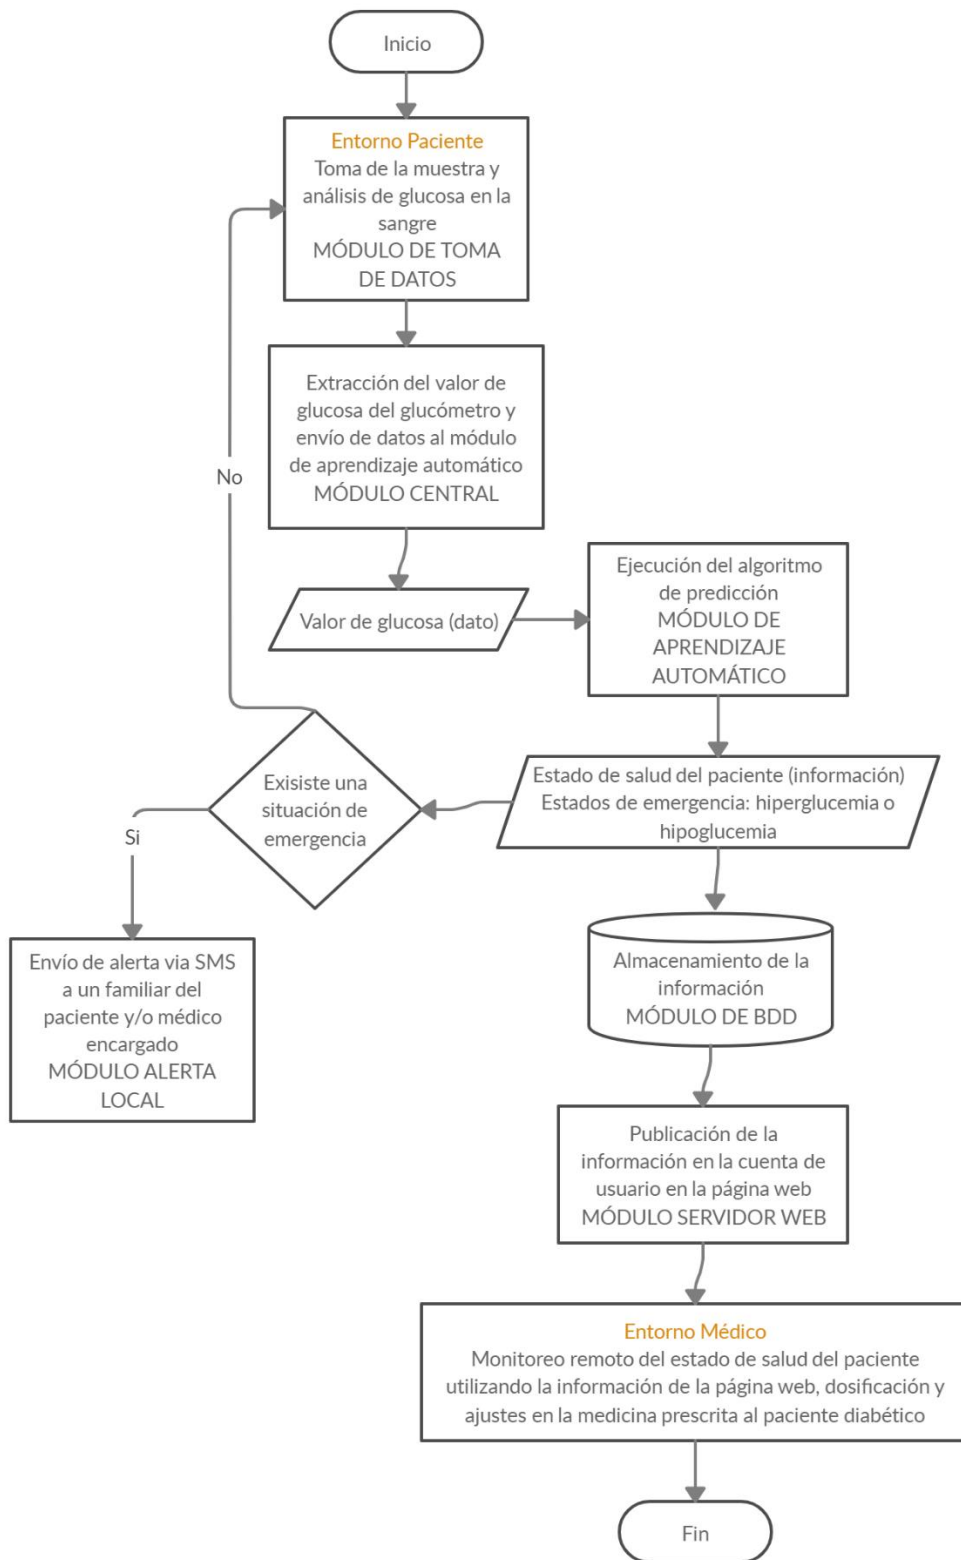 Inicio
Entorno Paciente
Toma de la muestra y
análisis de glucosa en la
sangre
MÓDULO DE TOMA
DE DATOS
Extracción del valor de
glucosa del glucómetro y
envío de datos al módulo
de aprendizaje automático
MÓDULO CENTRAL
No
Valor de glucosa (dato)
Ejecución del algoritmo
de predicción
MÓDULO DE
APRENDIZAJE
AUTOMÁTICO
Estado de salud del paciente (información)
Estados de emergencia: hiperglucemia o
hipoglucemia
Exisiste una
situación de
emergencia
Si
Envío de alerta via SMS
a un familiar del
paciente y/o médico
encargado
MÓDULO ALERTA
LOCAL
Almacenamiento de la
información
MÓDULO DE BDD
Publicación de la
información en la cuenta de
usuario en la página web
MÓDULO SERVIDOR WEB
Entorno Médico
Monitoreo remoto del estado de salud del paciente
utilizando la información de la página web, dosificación y
ajustes en la medicina prescrita al paciente diabético
Fin